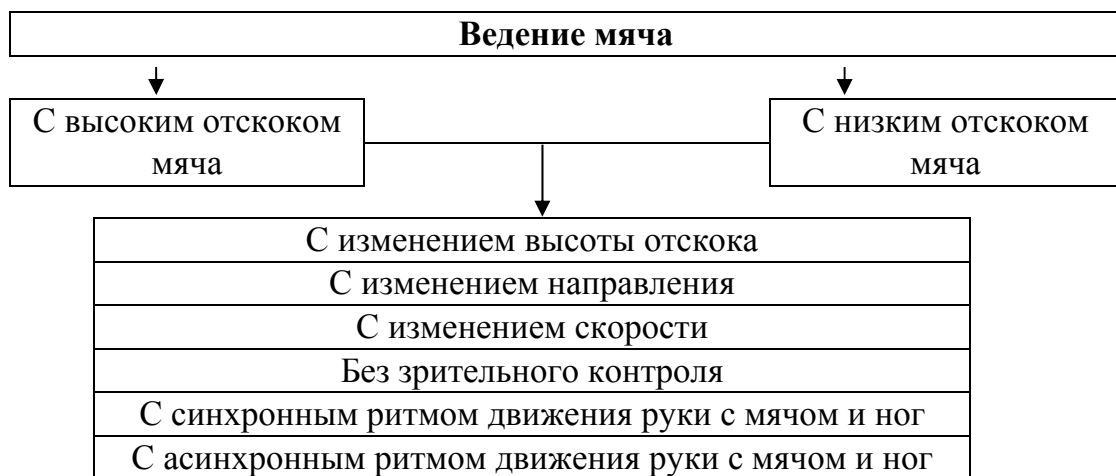 Ведение мяча
С высоким отскоком
мяча
С низким отскоком
мяча
С изменением высоты отскока
С изменением направления
С изменением скорости
Без зрительного контроля
С синхронным ритмом движения руки с мячом и ног
С асинхронным ритмом движения руки с мячом и ног